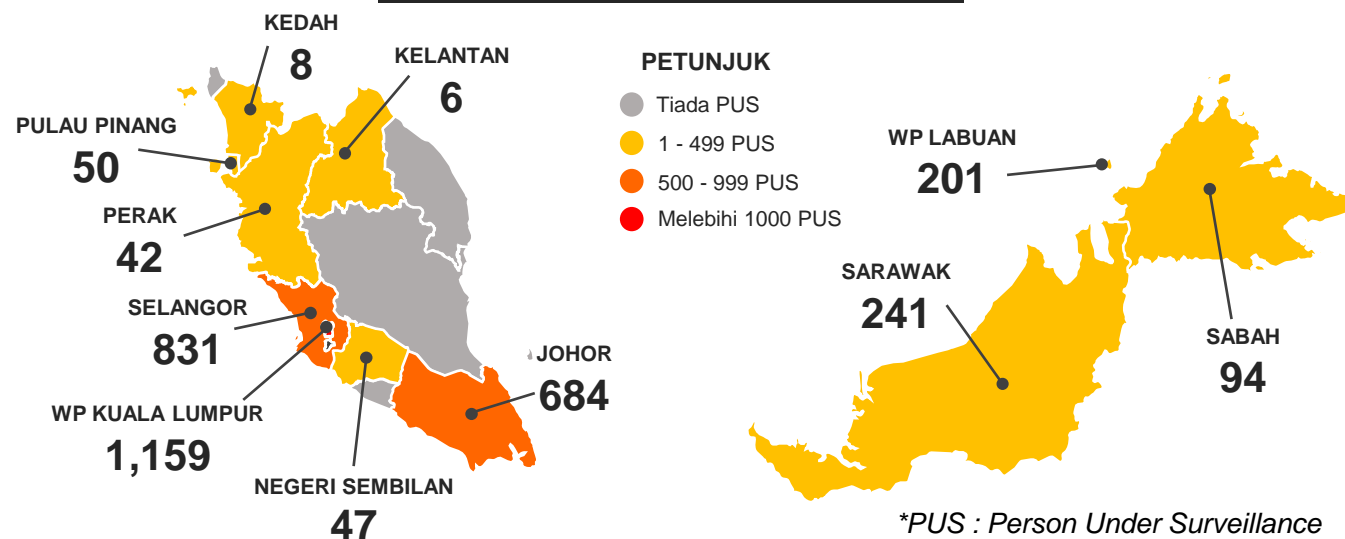 KEDAH
8
KELANTAN
6
PULAU PINANG
50
PERAK
42
SELANGOR
831
WP KUALA LUMPUR
1,159
NEGERI SEMBILAN
47
JOHOR
684
PETUNJUK
Tiada PUS
1 - 499 PUS
500 - 999 PUS
Melebihi 1000 PUS
WP LABUAN
201
SARAWAK
241
SABAH
94
*PUS : Person Under Surveillance